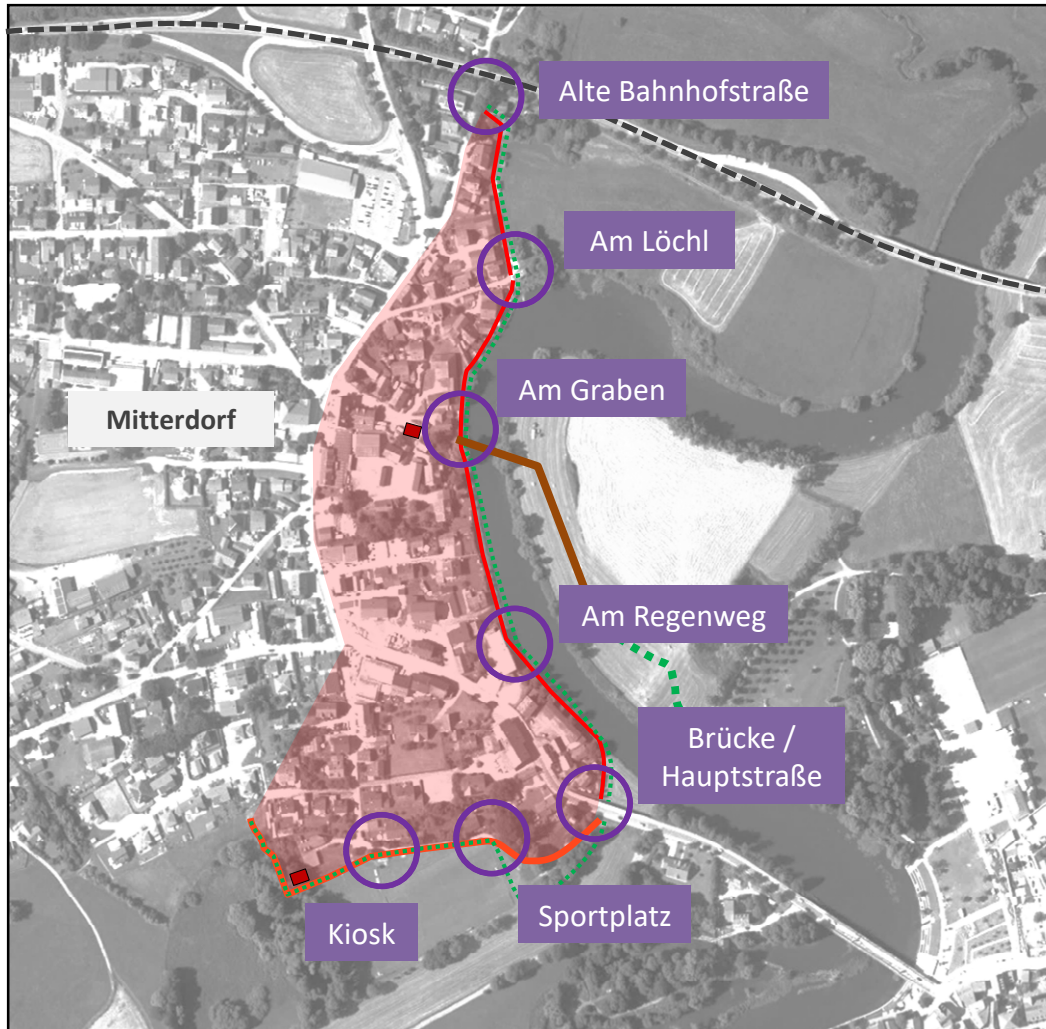 Alte Bahnhofstraße
Am Löchl
Am Graben
Mitterdorf
Am Regenweg
Brücke /
Hauptstraße
Sportplatz
Kiosk